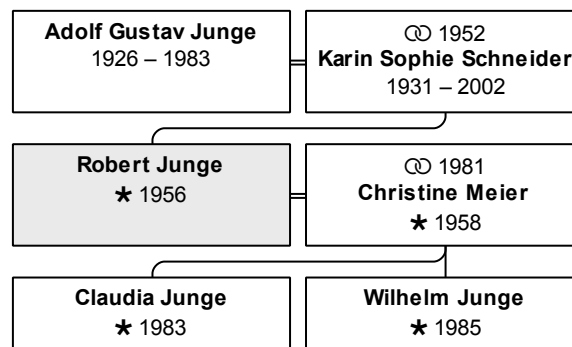 Adolf Gustav Junge
1926 – 1983
⚭ 1952
Karin Sophie Schneider
1931 – 2002
Robert Junge
★ 1956
⚭ 1981
Christine Meier
★ 1958
Claudia Junge
★ 1983
Wilhelm Junge
★ 1985